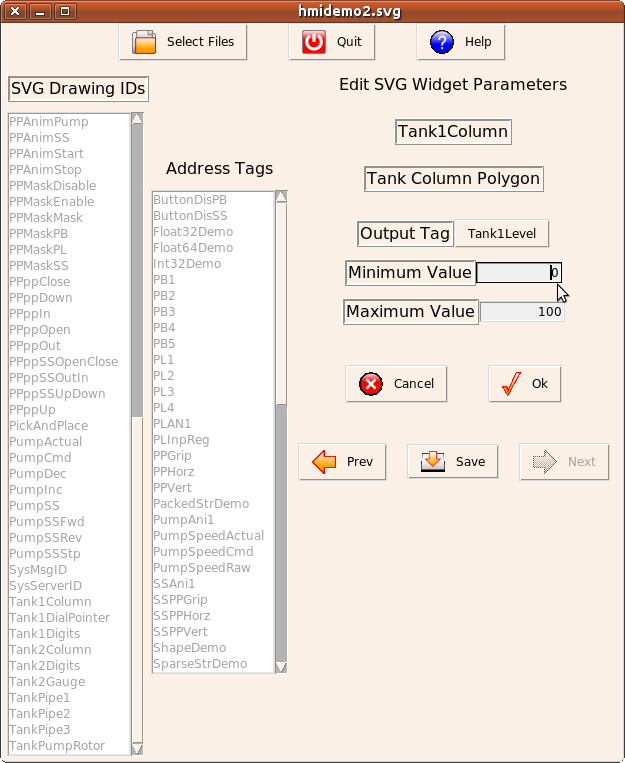 hmidemo2.svg
Select Files
Quit
Help
SVG Drawing IDs
PPAnimPump
PPAnimSS
PPAnimStart
PPAnimStop
PPMaskDisable
PPMaskEnable
PPMaskMask
PPMaskPB
PPMaskPL
PPMaskSS
PPppClose
PPppDown
PPppIn
PPppOpen
PPppOut
PPppSSOpenClose
PPppSSOutIn
PPppSSUpDown
PPppUp
PickAndPlace
PumpActual
PumpCmd
PumpDec
PumpInc
PumpSS
PumpSSFwd
PumpSSRev
PumpSSStp
SysMsgID
SysServerID
Tank1Column
Tank1DialPointer
Tank1Digits
Tank2Column
Tank2Digits
Tank2Gauge
TankPipe1
TankPipe2
TankPipe3
TankPumpRotor
Address Tags
ButtonDisPB
ButtonDisSS
Float32Demo
Float64Demo
Int32Demo
PB1
PB2
PB3
PB4
PB5
PL1
PL2
PL3
PL4
PLAN1
PLInpReg
PPGrip
PPHorz
PPVert
PackedStrDemo
PumpAni1
PumpSpeedActual
PumpSpeedCmd
PumpSpeedRaw
SSAni1
SSPPGrip
SSPPHorz
SSPPVert
ShapeDemo
SparseStrDemo
Edit SVG Widget Parameters
Tank1Column
Tank Column Polygon
Output Tag Tank1Level
Minimum Value 0
Maximum Value 100
Cancel
Ok
Prev
Save
Next